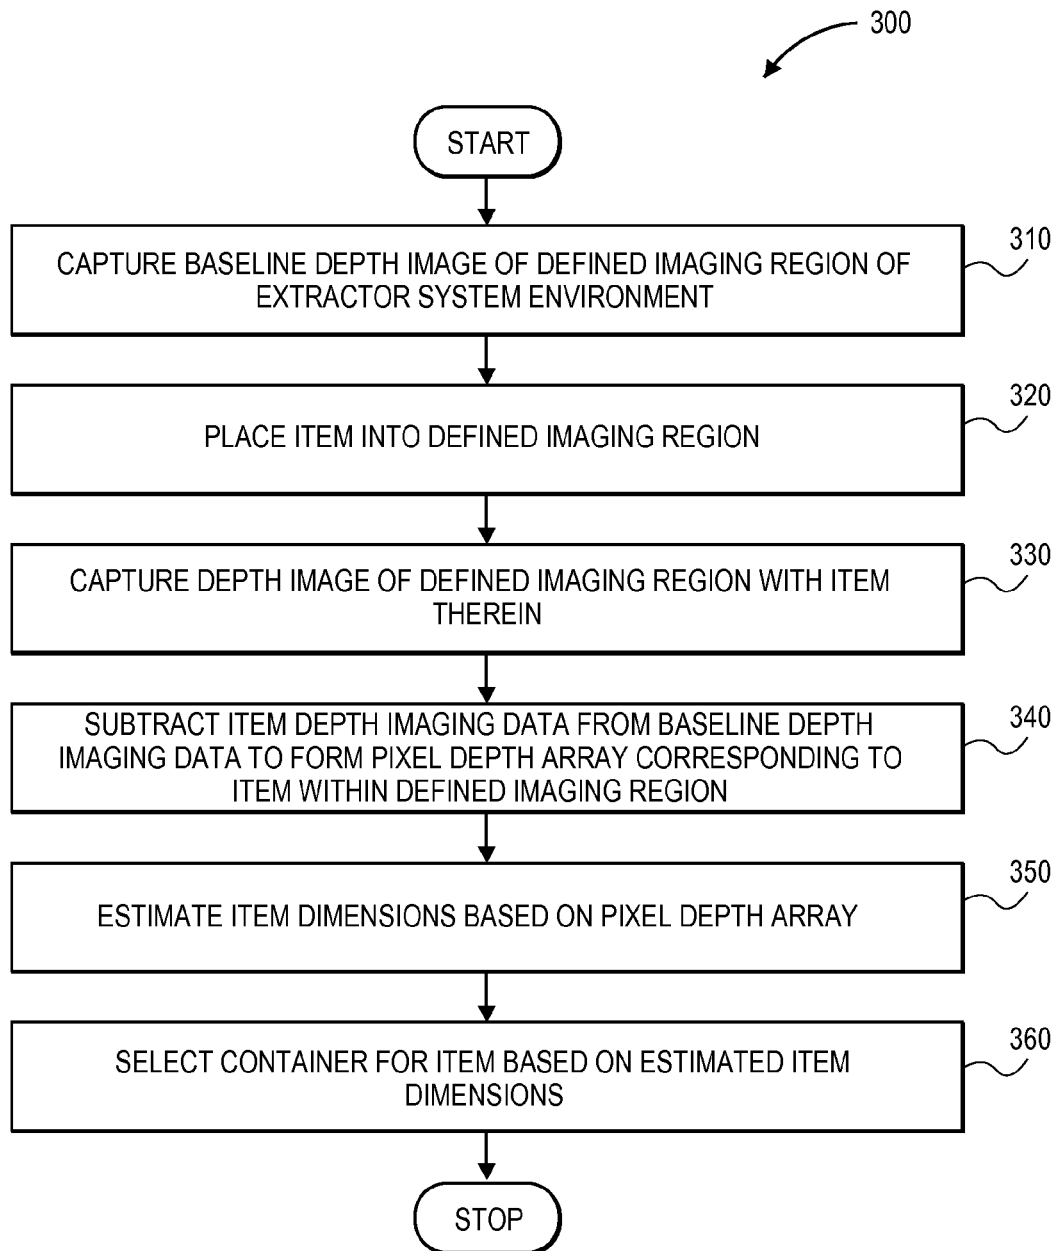 300
START
310
CAPTURE BASELINE DEPTH IMAGE OF DEFINED IMAGING REGION OF
EXTRACTOR SYSTEM ENVIRONMENT
320
PLACE ITEM INTO DEFINED IMAGING REGION
330
CAPTURE DEPTH IMAGE OF DEFINED IMAGING REGION WITH ITEM
THEREIN
340
SUBTRACT ITEM DEPTH IMAGING DATA FROM BASELINE DEPTH
IMAGING DATA TO FORM PIXEL DEPTH ARRAY CORRESPONDING TO
ITEM WITHIN DEFINED IMAGING REGION
350
ESTIMATE ITEM DIMENSIONS BASED ON PIXEL DEPTH ARRAY
360
SELECT CONTAINER FOR ITEM BASED ON ESTIMATED ITEM
DIMENSIONS
STOP